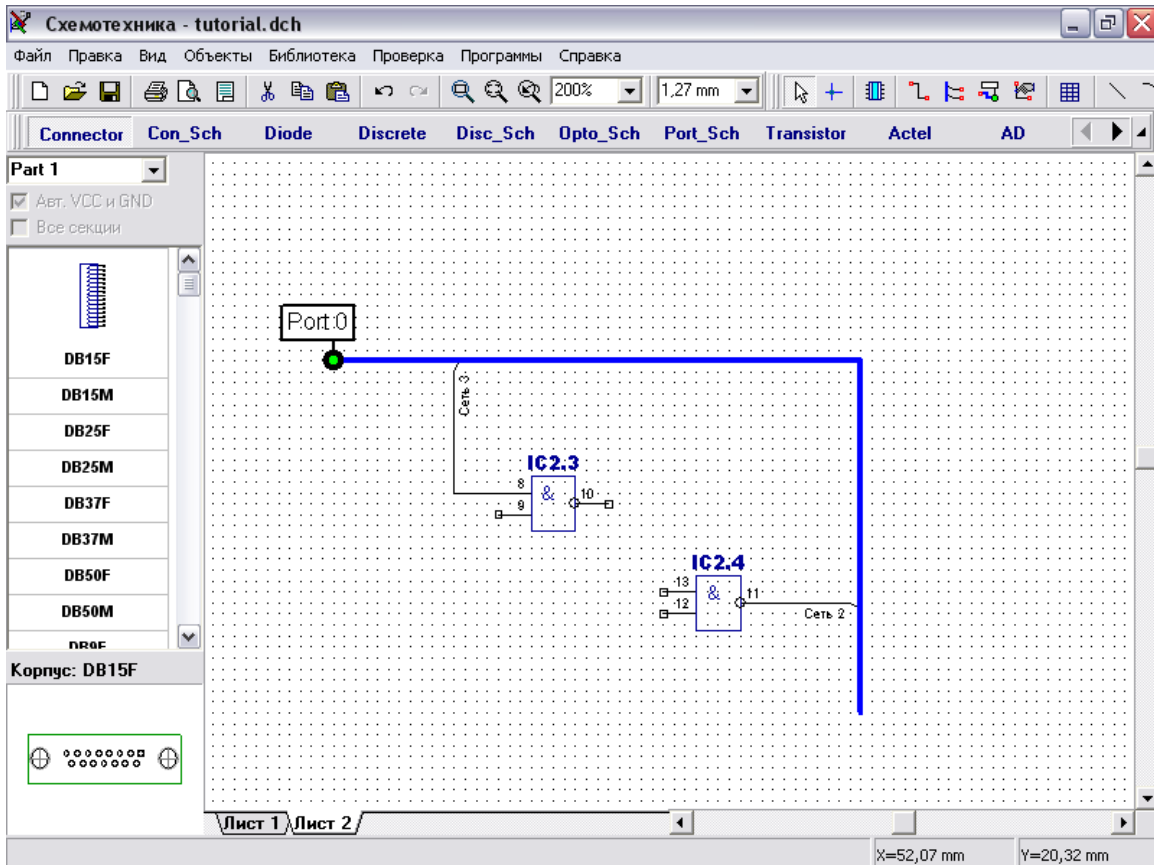 Схемотехника - tutorial.dch
Файл Правка Вид Объекты Библиотека Проверка Программы Справка
200% 1,27 mm
Connector Con_Sch Diode Discrete Disc_Sch Opto_Sch Port_Sch Transistor Actel AD
Part 1
Авт. VCC и GND
Все секции
DB15F
DB15M
DB25F
DB25M
DB37F
DB37M
DB50F
DB50M
DB9F
Корпус: DB15F
Port:0
Сеть 3
IC2.3
8
9
&
10
IC2.4
13
12
&
11
Сеть 2
Лист 1 Лист 2
X=52,07 mm Y=20,32 mm